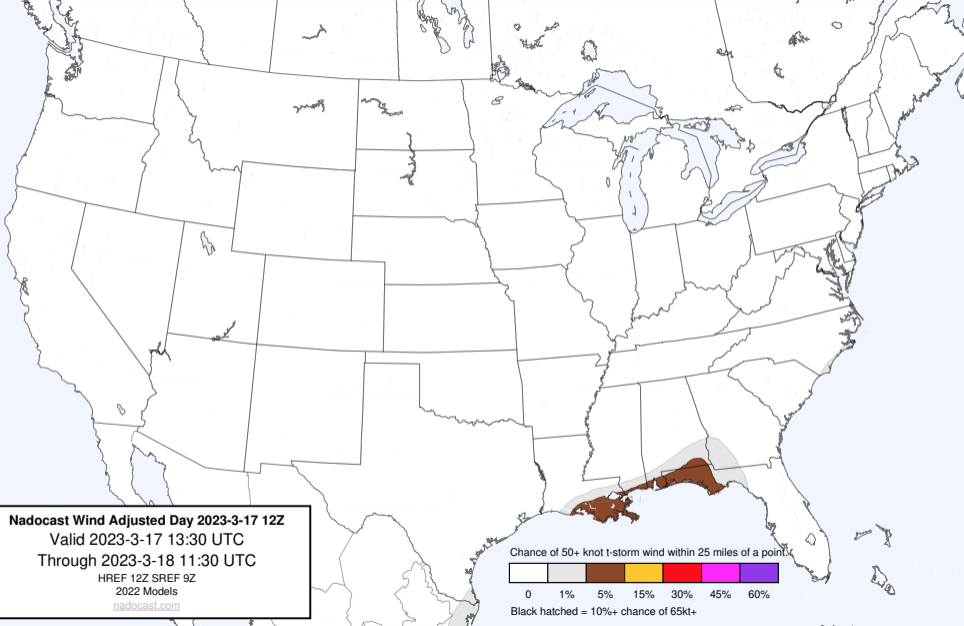 Nadocast Wind Adjusted Day 2023-3-17 12Z
Valid 2023-3-17 13:30 UTC
Through 2023-3-18 11:30 UTC
HREF 12Z SREF 9Z
2022 Models
nadocast.com
Chance of 50+ knot t-storm wind within 25 miles of a point.
0 1% 5% 15% 30% 45% 60%
Black hatched = 10%+ chance of 65kt+